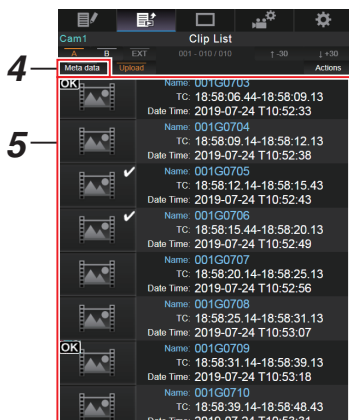 Cam1 Clip List
A B EXT 001 - 010 / 010 ↑ -30 ↓ +30
4 Meta data Upload Actions
OK Name: 001G0703
TC: 18:58:06.44-18:58:09.13
Date Time: 2019-07-24 T10:52:33
5 Name: 001G0704
TC: 18:58:09.14-18:58:12.13
Date Time: 2019-07-24 T10:52:38
Name: 001G0705
TC: 18:58:12.14-18:58:15.43
Date Time: 2019-07-24 T10:52:43
Name: 001G0706
TC: 18:58:15.44-18:58:20.13
Date Time: 2019-07-24 T10:52:49
Name: 001G0707
TC: 18:58:20.14-18:58:25.13
Date Time: 2019-07-24 T10:52:56
Name: 001G0708
TC: 18:58:25.14-18:58:31.13
Date Time: 2019-07-24 T10:53:07
OK Name: 001G0709
TC: 18:58:31.14-18:58:39.13
Date Time: 2019-07-24 T10:53:18
Name: 001G0710
TC: 18:58:39.14-18:58:48.43
Date Time: 2019-07-24 T10:53:31